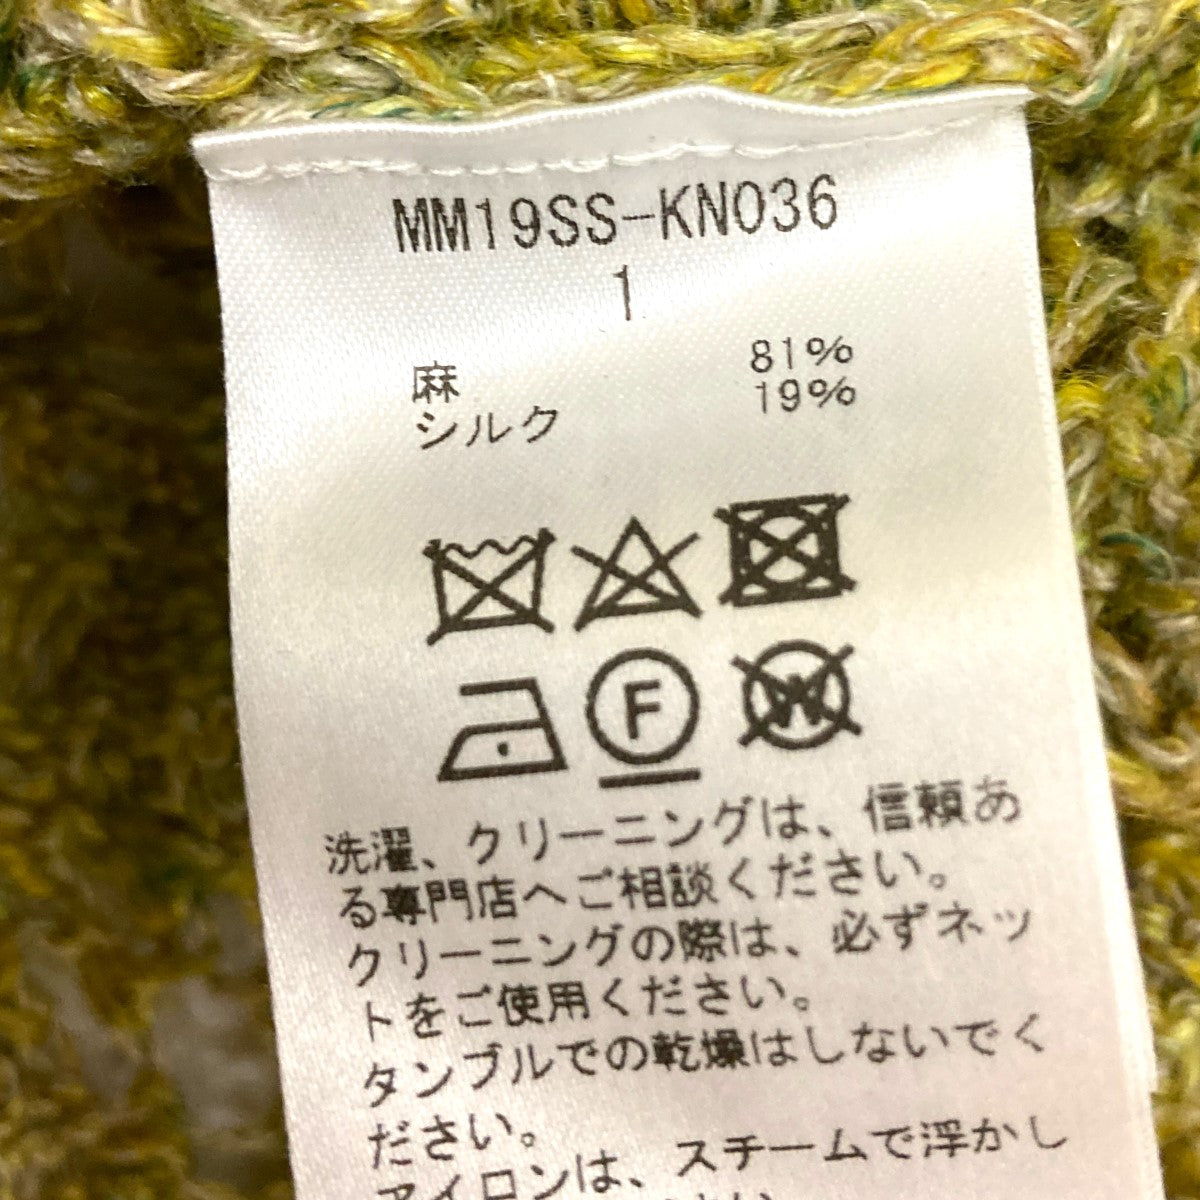 MM19SS-KN036
1
麻 81%
シルク 19%
F
W
洗濯、クリーニングは、信頼あ
る専門店へご相談ください。
クリーニングの際は、必ずネッ
トをご使用ください。
タンブルでの乾燥はしないでく
ださい。
アイロンは、スチームで浮かし